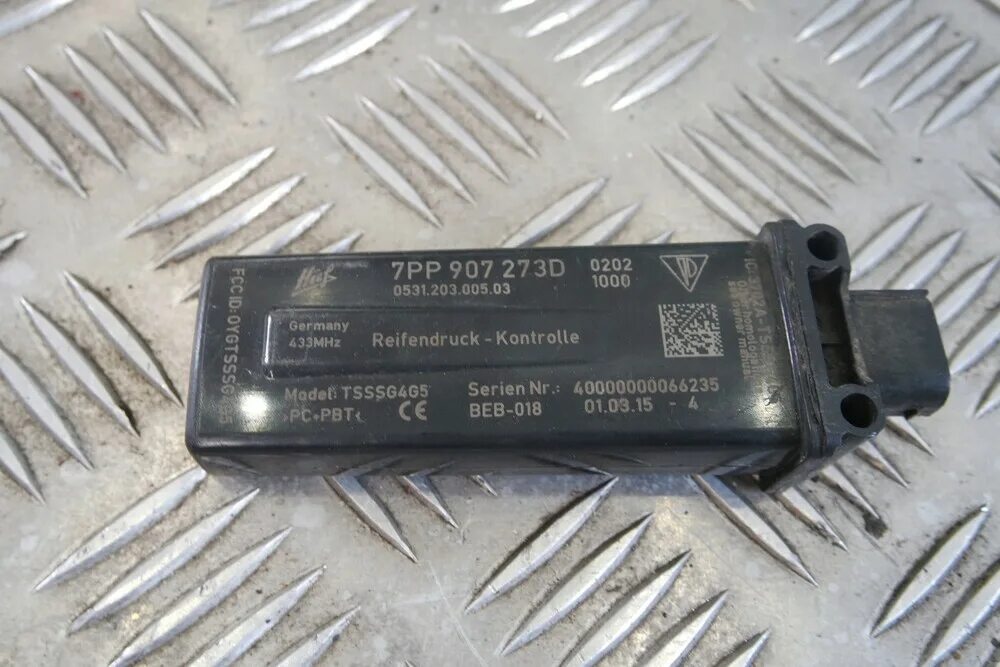 7PP 907 273D
0202
0531.203.005.03
1000
Germany
433MHz
Reifendruck - Kontrolle
Model: TSSSG4G5
Serien Nr.: 40000000066235
>PC+PBT<
CE
BEB-018
01.03.15 - 4